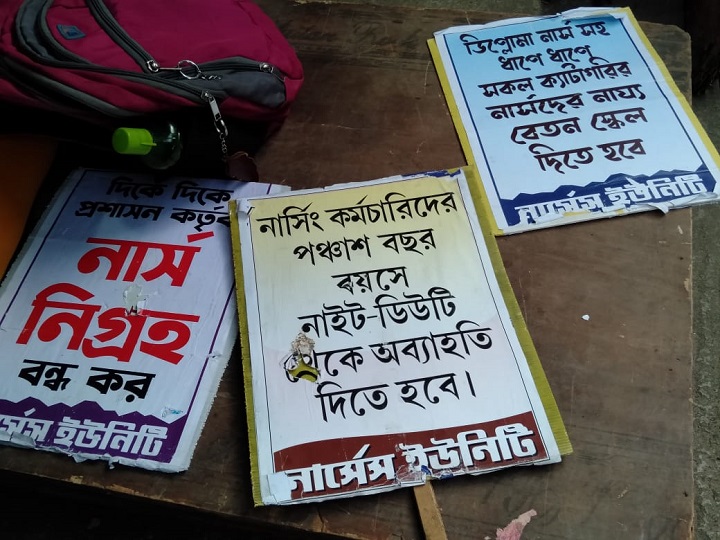 দিকে দিকে
প্রশাসন কর্তৃক
নার্স
নিগ্রহ
বন্ধ কর
নার্সেস ইউনিটি
নার্সিং কর্মচারিদের
পঞ্চাশ বছর
বয়সে
নাইট-ডিউটি
থেকে অব্যাহতি
দিতে হবে।
নার্সেস ইউনিটি
ডিপ্লোমা নার্স সহ
ধাপে ধাপে
সকল ক্যাটাগরির
নার্সদের নায্য
বেতন স্কেল
দিতে হবে
নার্সেস ইউনিটি